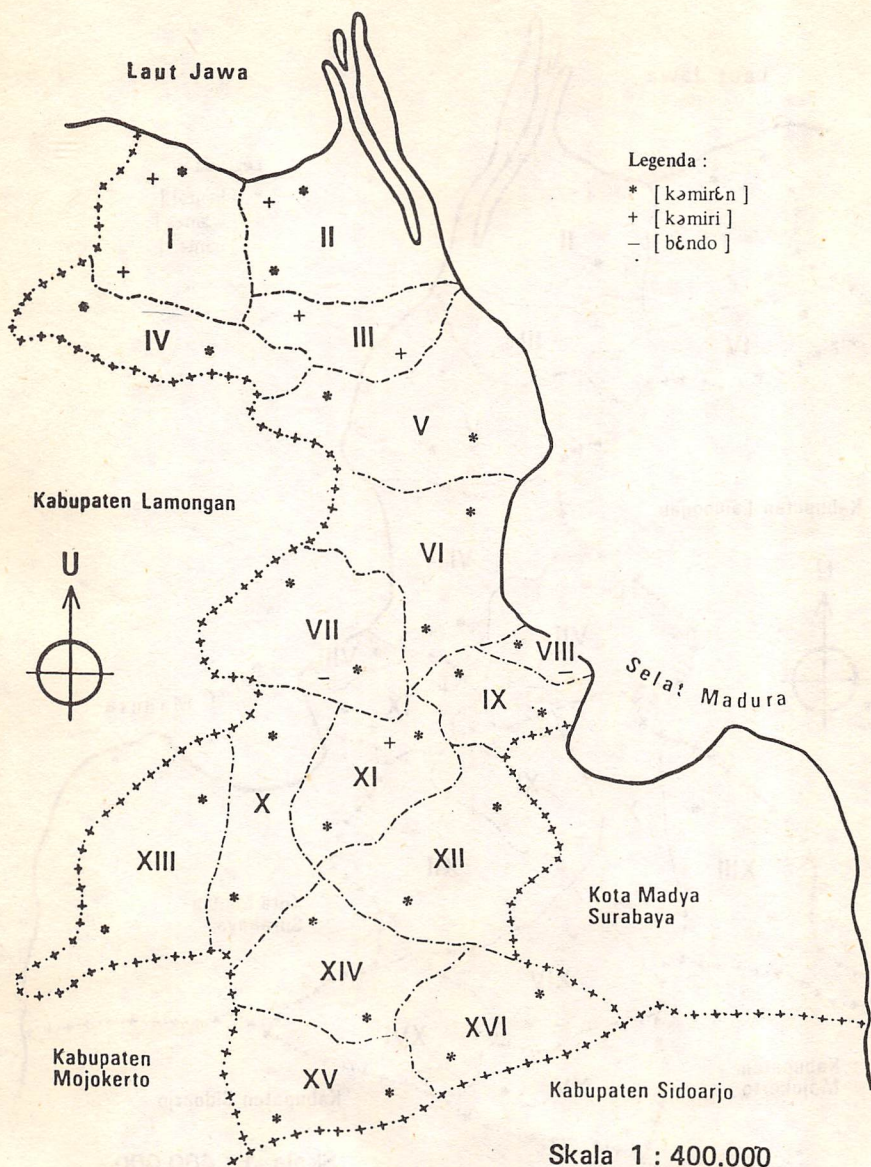 Laut Jawa
Legenda :
* [ kəmirɛn ]
+ [ kəmiri ]
– [ bɛndo ]
I
II
III
IV
V
Kabupaten Lamongan
U
VI
VII
VIII
Selat Madura
IX
XI
X
XIII
XII
Kota Madya
Surabaya
XIV
XVI
Kabupaten
Mojokerto
XV
Kabupaten Sidoarjo
Skala 1 : 400.000